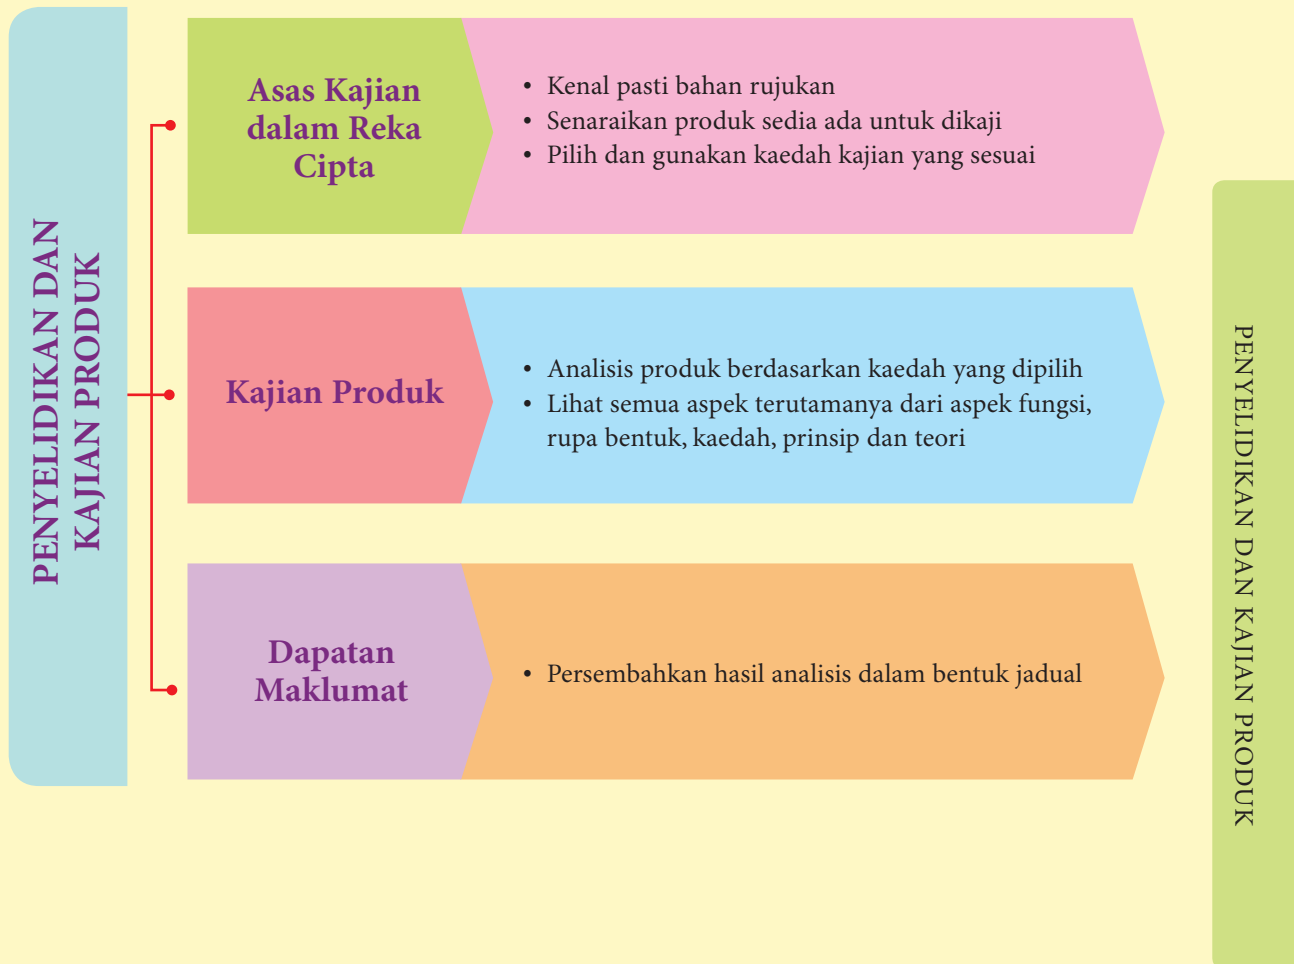 PENYELIDIKAN DAN
KAJIAN PRODUK
Asas Kajian
dalam Reka
Cipta
• Kenal pasti bahan rujukan
• Senaraikan produk sedia ada untuk dikaji
• Pilih dan gunakan kaedah kajian yang sesuai
Kajian Produk
• Analisis produk berdasarkan kaedah yang dipilih
• Lihat semua aspek terutamanya dari aspek fungsi,
rupa bentuk, kaedah, prinsip dan teori
Dapatan
Maklumat
• Persembahkan hasil analisis dalam bentuk jadual
PENYELIDIKAN DAN KAJIAN PRODUK